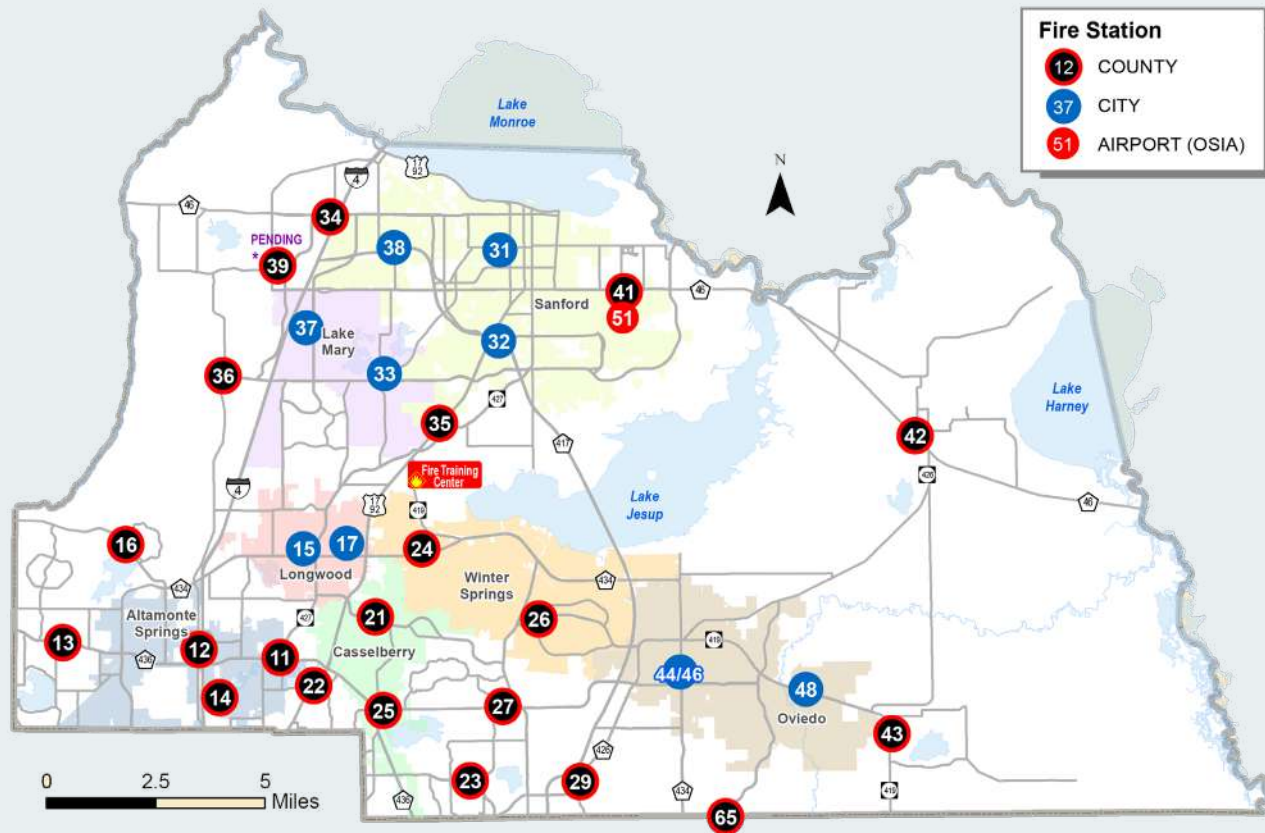 Fire Station
12 COUNTY
37 CITY
51 AIRPORT (OSIA)
Lake
Monroe
N
17
92
4
46
34
PENDING
*
39
38
31
41
46
Sanford
51
37
Lake
Mary
32
33
36
427
35
Lake
Harney
42
417
Fire Training
Center
426
4
17
92
419
Lake
Jesup
46
16
15
17
24
Longwood
434
Winter
Springs
434
Altamonte
Springs
427
21
26
13
12
436
11
Casselberry
419
44/46
14
22
25
27
48
Oviedo
43
426
23
29
0 2.5 5
Miles
436
434
419
65